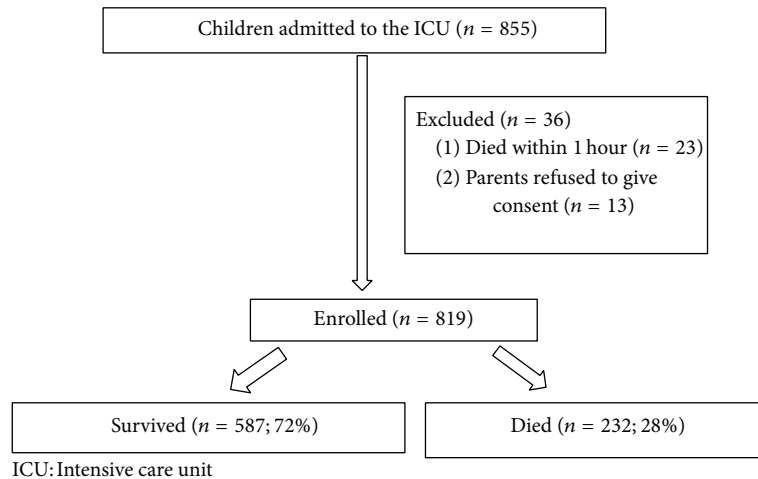 Children admitted to the ICU (n = 855)
Excluded (n = 36)
(1) Died within 1 hour (n = 23)
(2) Parents refused to give
consent (n = 13)
Enrolled (n = 819)
Survived (n = 587; 72%)
Died (n = 232; 28%)
ICU: Intensive care unit